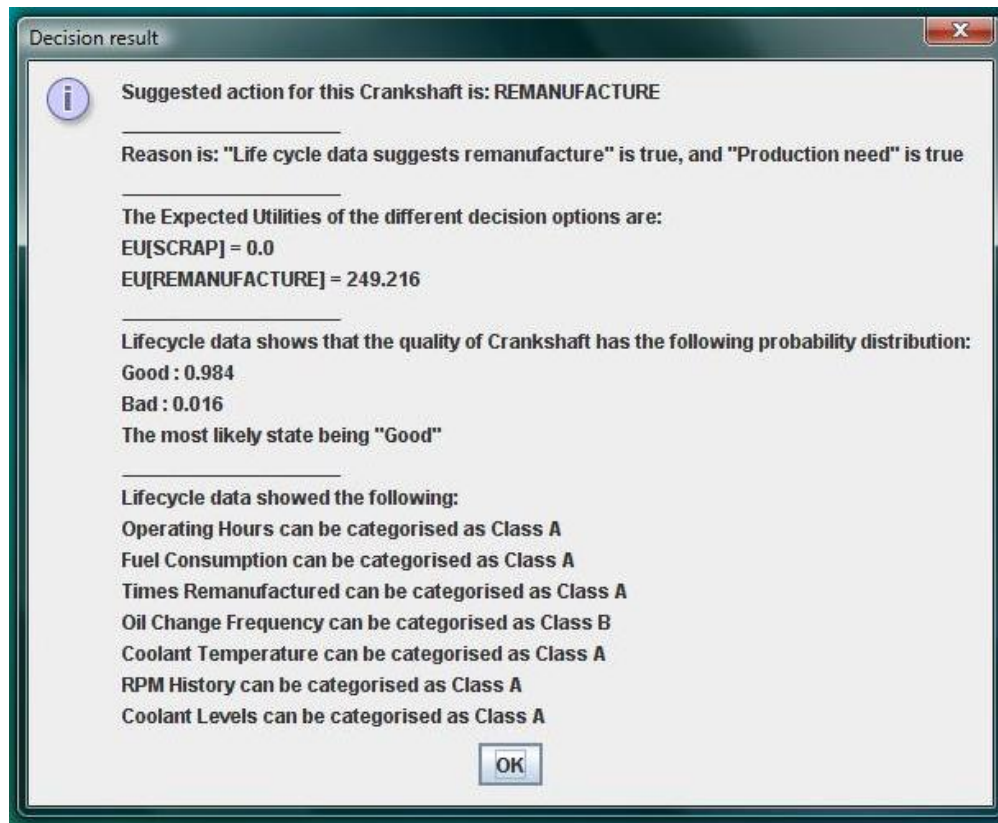 Decision result
Suggested action for this Crankshaft is: REMANUFACTURE
Reason is: "Life cycle data suggests remanufacture" is true, and "Production need" is true
The Expected Utilities of the different decision options are:
EU[SCRAP] = 0.0
EU[REMANUFACTURE] = 249.216
Lifecycle data shows that the quality of Crankshaft has the following probability distribution:
Good : 0.984
Bad : 0.016
The most likely state being "Good"
Lifecycle data showed the following:
Operating Hours can be categorised as Class A
Fuel Consumption can be categorised as Class A
Times Remanufactured can be categorised as Class A
Oil Change Frequency can be categorised as Class B
Coolant Temperature can be categorised as Class A
RPM History can be categorised as Class A
Coolant Levels can be categorised as Class A
OK